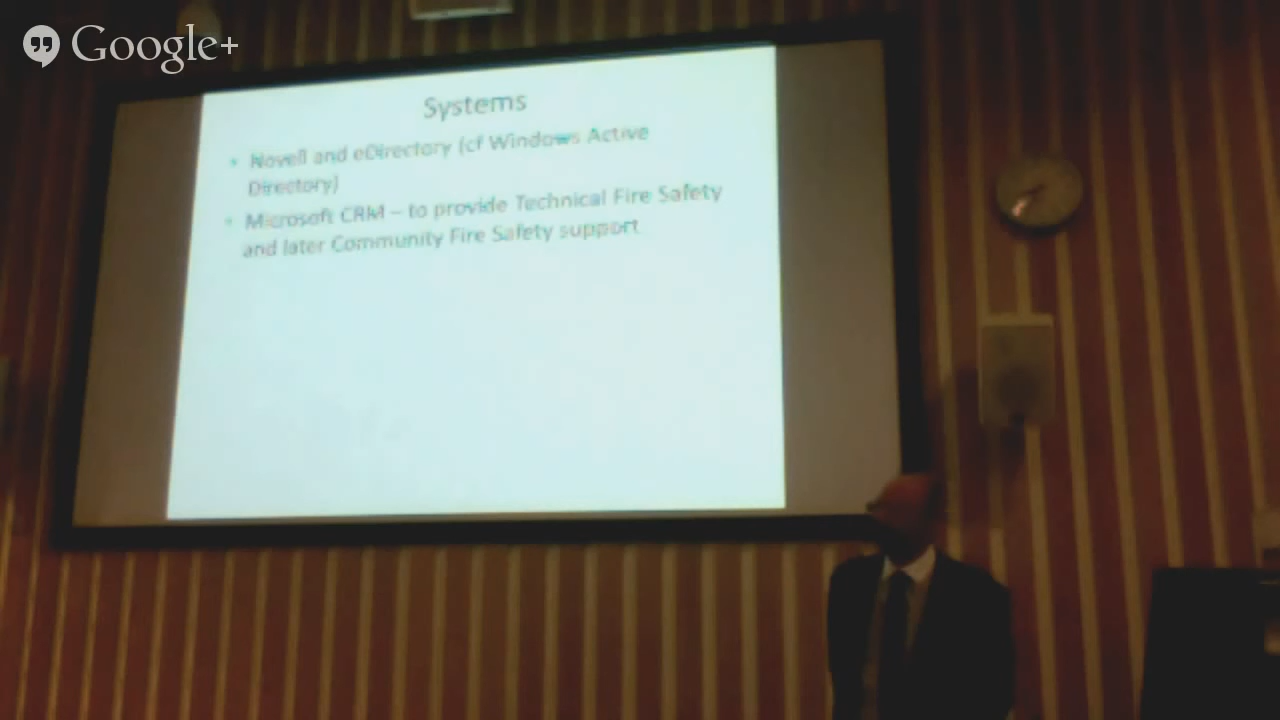 Google+
Systems
• Novell and eDirectory (cf Windows Active
Directory)
• Microsoft CRM – to provide Technical Fire Safety
and later Community Fire Safety support